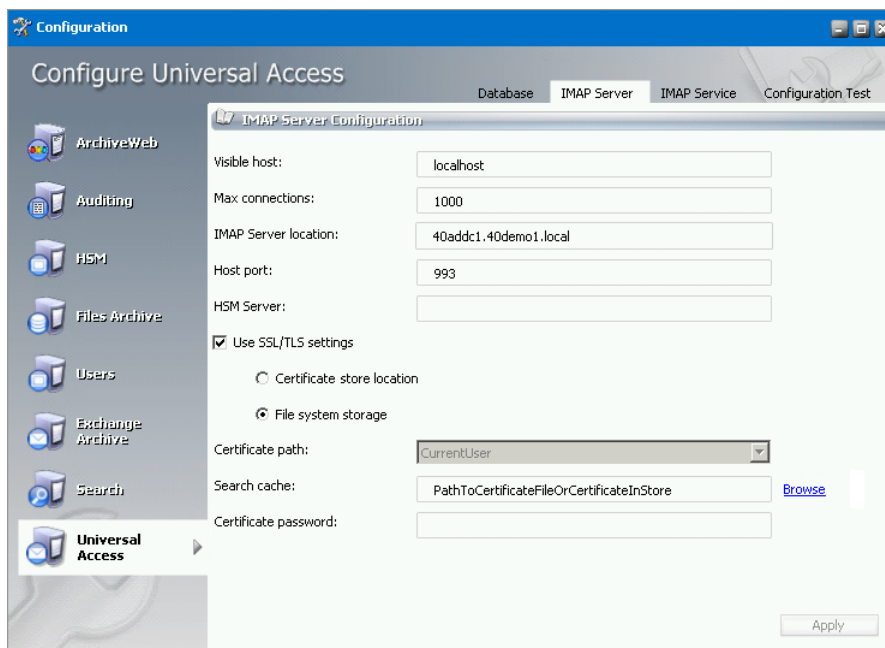 Configuration
Configure Universal Access
Database IMAP Server IMAP Service Configuration Test
ArchiveWeb
Auditing
HSM
Files Archive
Users
Exchange
Archive
Search
Universal
Access
IMAP Server Configuration
Visible host: localhost
Max connections: 1000
IMAP Server location: 40addc1.40demo1.local
Host port: 993
HSM Server:
Use SSL/TLS settings
Certificate store location
File system storage
Certificate path: CurrentUser
Search cache: PathToCertificateFileOrCertificateInStore Browse
Certificate password:
Apply